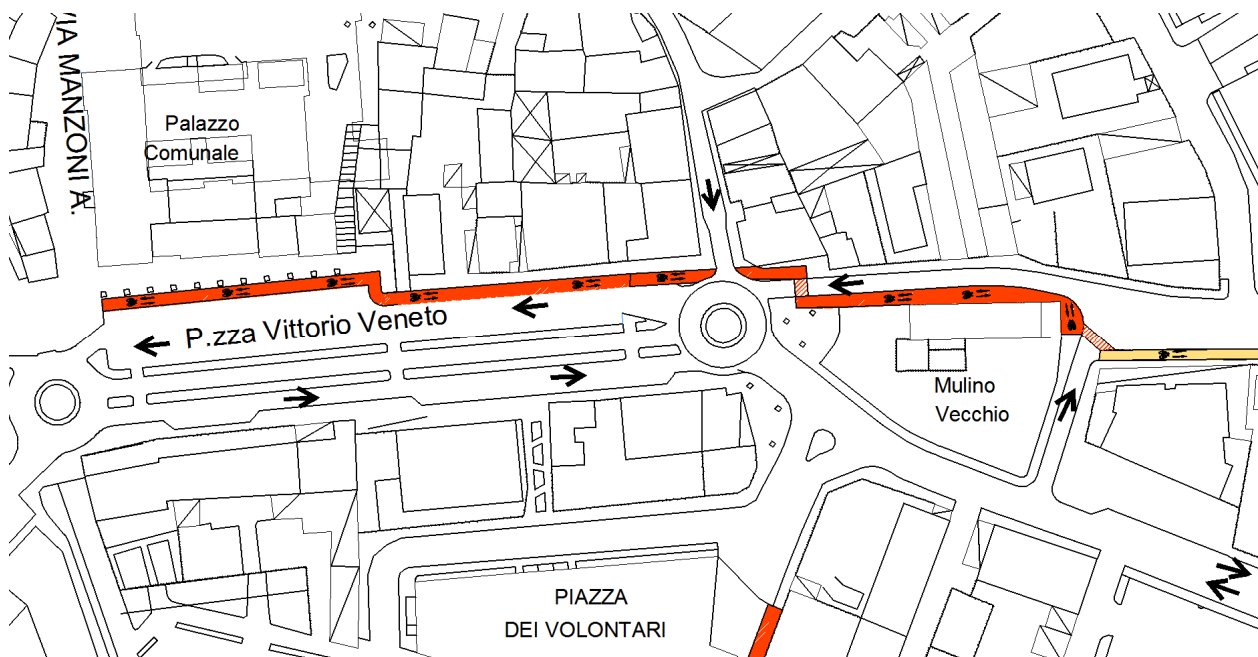 VIA MANZONI A.
Palazzo
Comunale
P.zza Vittorio Veneto
Mulino
Vecchio
PIAZZA
DEI VOLONTARI